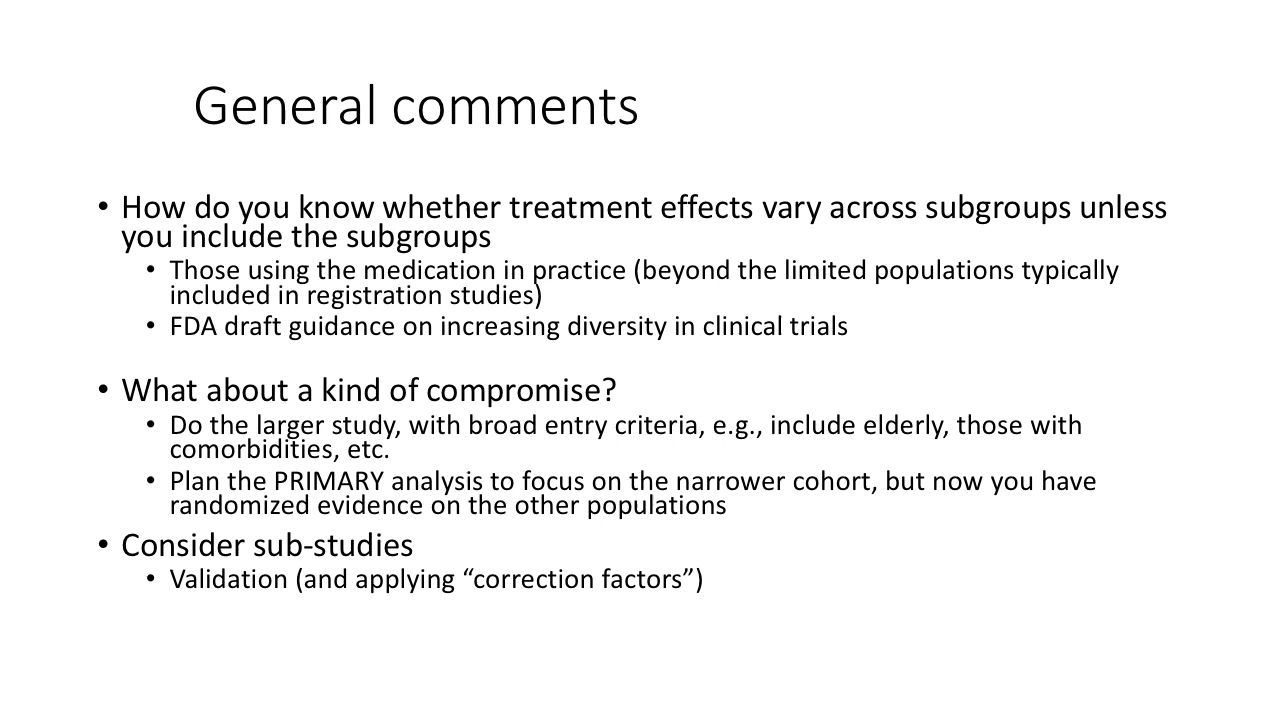 General comments
• How do you know whether treatment effects vary across subgroups unless
you include the subgroups
• Those using the medication in practice (beyond the limited populations typically
included in registration studies)
• FDA draft guidance on increasing diversity in clinical trials
• What about a kind of compromise?
• Do the larger study, with broad entry criteria, e.g., include elderly, those with
comorbidities, etc.
• Plan the PRIMARY analysis to focus on the narrower cohort, but now you have
randomized evidence on the other populations
• Consider sub-studies
• Validation (and applying “correction factors”)